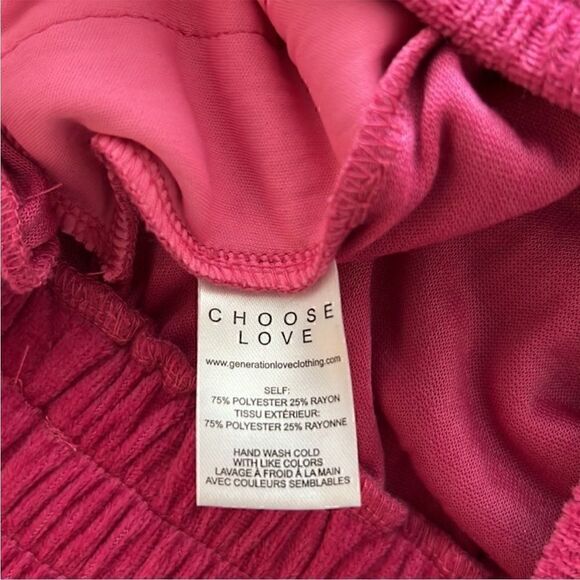 CHOOSE
LOVE
www.generationloveclothing.com
SELF:
75% POLYESTER 25% RAYON
TISSU EXTÉRIEUR:
75% POLYESTER 25% RAYONNE
HAND WASH COLD
WITH LIKE COLORS
LAVAGE À FROID À LA MAIN
AVEC COULEURS SEMBLABLES